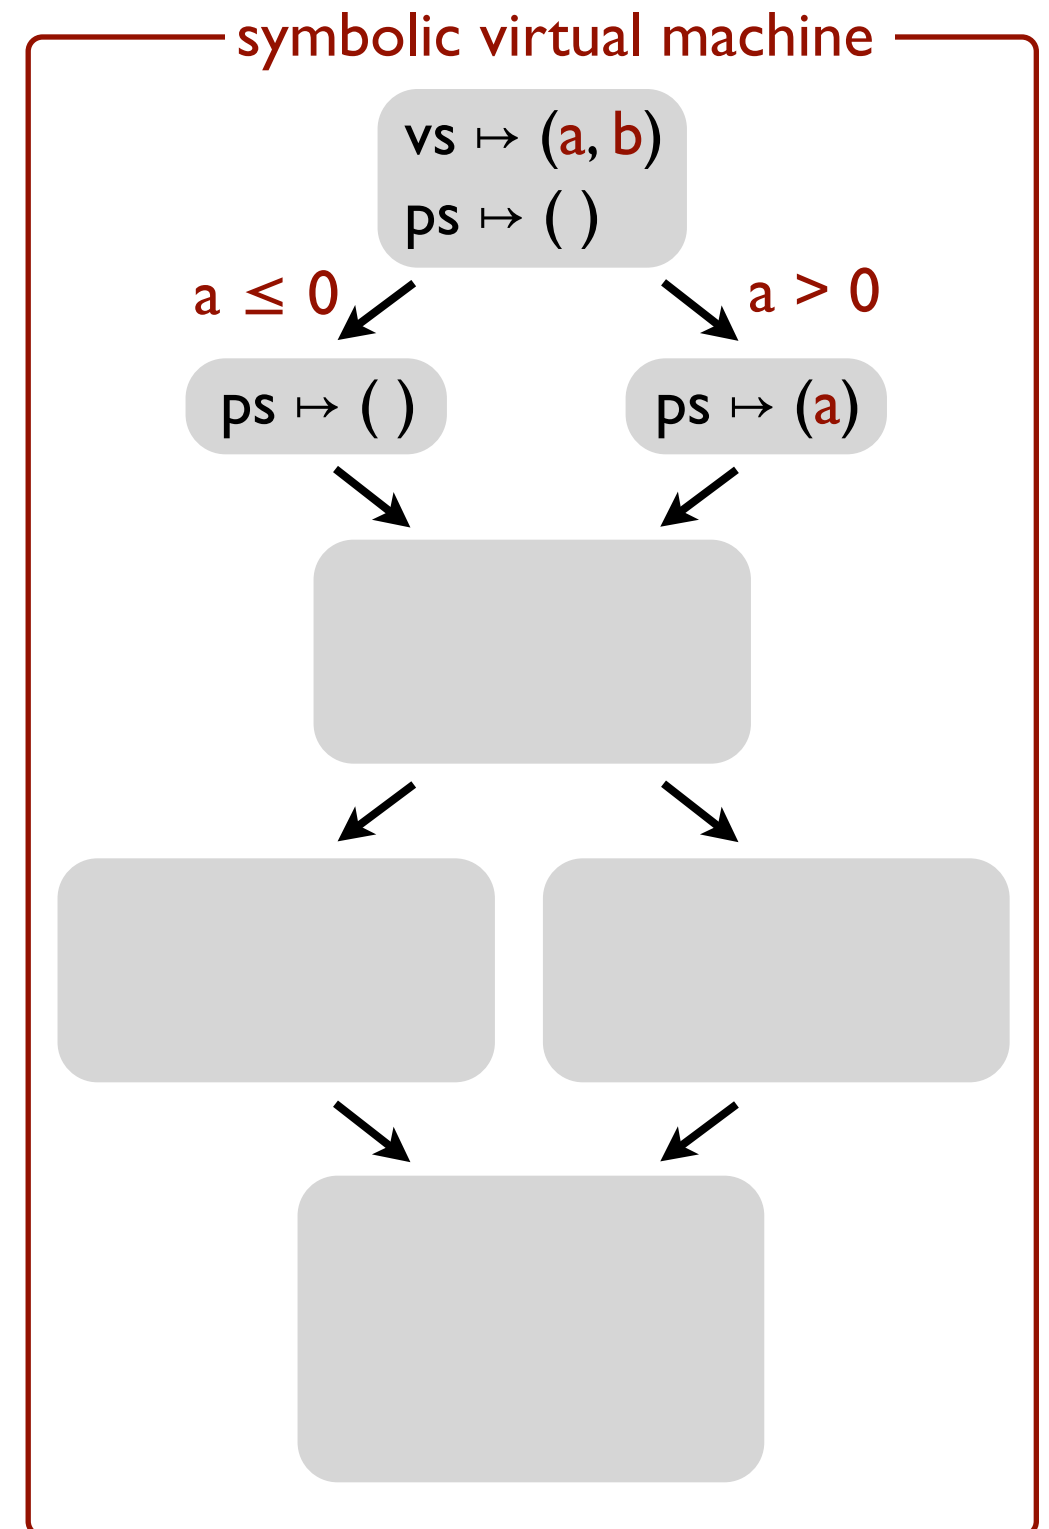 symbolic virtual machine
vs ↦ (a, b)
ps ↦ ( )
a ≤ 0
a > 0
ps ↦ ( )
ps ↦ (a)